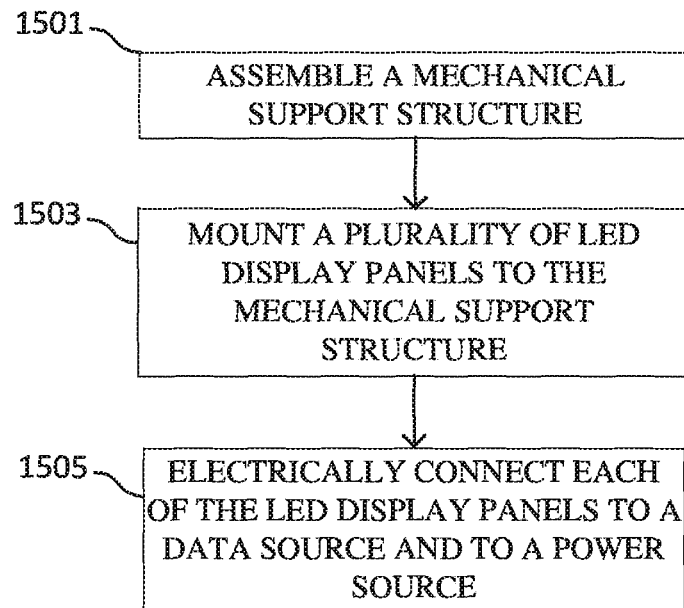 1501
ASSEMBLE A MECHANICAL
SUPPORT STRUCTURE
1503
MOUNT A PLURALITY OF LED
DISPLAY PANELS TO THE
MECHANICAL SUPPORT
STRUCTURE
1505
ELECTRICALLY CONNECT EACH
OF THE LED DISPLAY PANELS TO A
DATA SOURCE AND TO A POWER
SOURCE